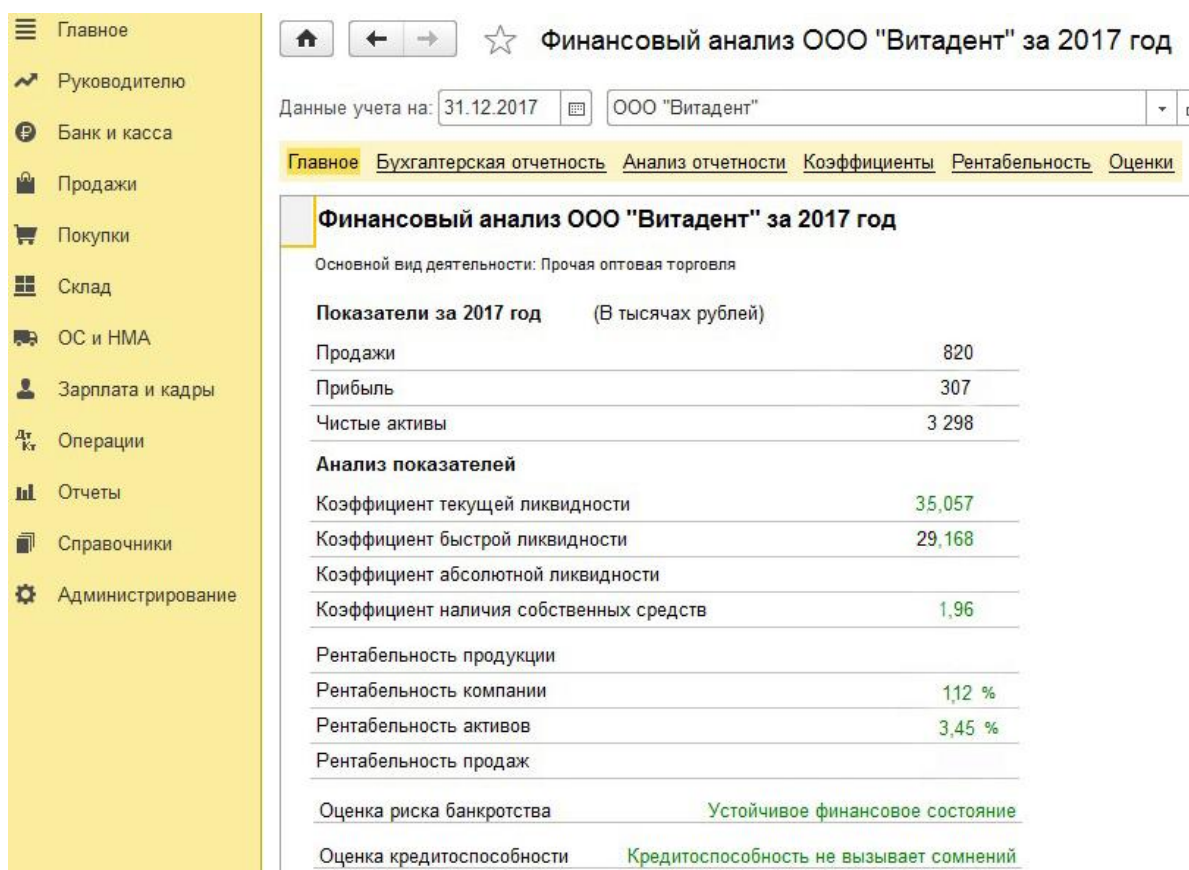 Главное
Руководителю
Банк и касса
Продажи
Покупки
Склад
ОС и НМА
Зарплата и кадры
Дт Кт Операции
Отчеты
Справочники
Администрирование
Финансовый анализ ООО "Витадент" за 2017 год
Данные учета на: 31.12.2017 ООО "Витадент"
Главное Бухгалтерская отчетность Анализ отчетности Коэффициенты Рентабельность Оценки
Финансовый анализ ООО "Витадент" за 2017 год
Основной вид деятельности: Прочая оптовая торговля
Показатели за 2017 год (В тысячах рублей)
Продажи 820
Прибыль 307
Чистые активы 3 298
Анализ показателей
Коэффициент текущей ликвидности 35,057
Коэффициент быстрой ликвидности 29,168
Коэффициент абсолютной ликвидности
Коэффициент наличия собственных средств 1,96
Рентабельность продукции
Рентабельность компании 1,12 %
Рентабельность активов 3,45 %
Рентабельность продаж
Оценка риска банкротства Устойчивое финансовое состояние
Оценка кредитоспособности Кредитоспособность не вызывает сомнений